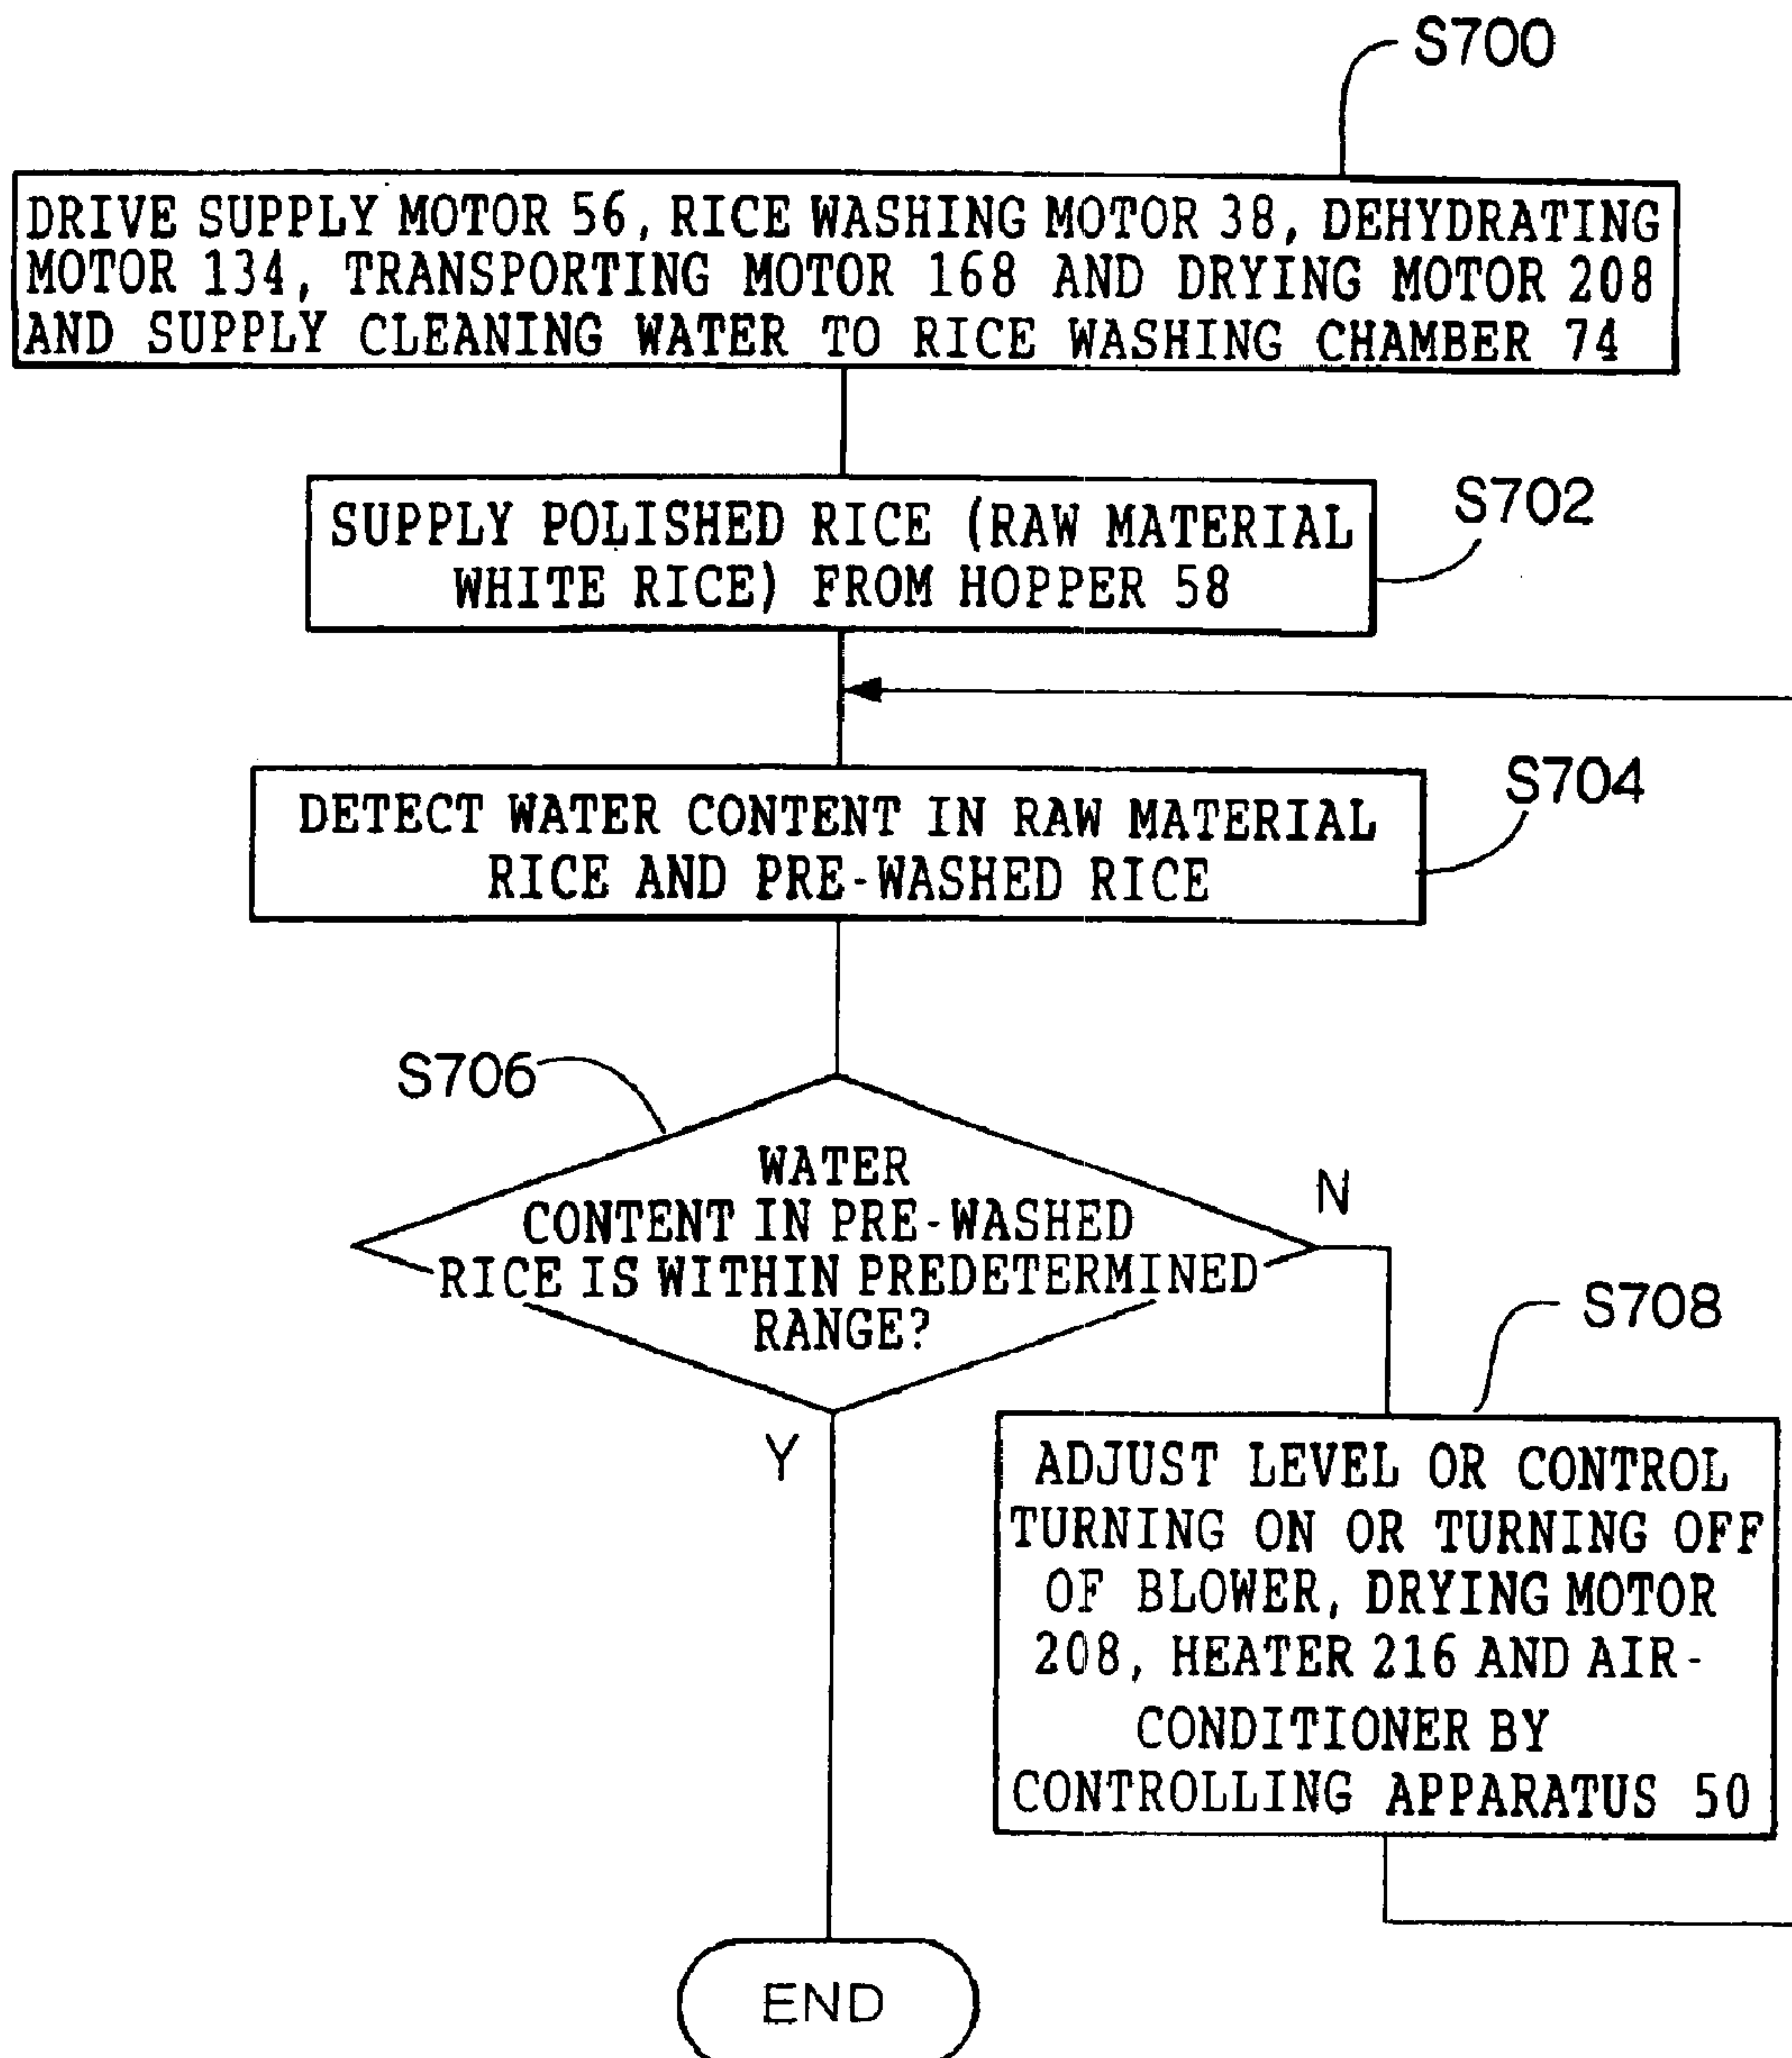 S700
DRIVE SUPPLY MOTOR 56, RICE WASHING MOTOR 38, DEHYDRATING
MOTOR 134, TRANSPORTING MOTOR 168 AND DRYING MOTOR 208
AND SUPPLY CLEANING WATER TO RICE WASHING CHAMBER 74
S702
SUPPLY POLISHED RICE (RAW MATERIAL
WHITE RICE) FROM HOPPER 58
S704
DETECT WATER CONTENT IN RAW MATERIAL
RICE AND PRE-WASHED RICE
S706
WATER
CONTENT IN PRE-WASHED
RICE IS WITHIN PREDETERMINED
RANGE?
N
Y
S708
ADJUST LEVEL OR CONTROL
TURNING ON OR TURNING OFF
OF BLOWER, DRYING MOTOR
208, HEATER 216 AND AIR-
CONDITIONER BY
CONTROLLING APPARATUS 50
END